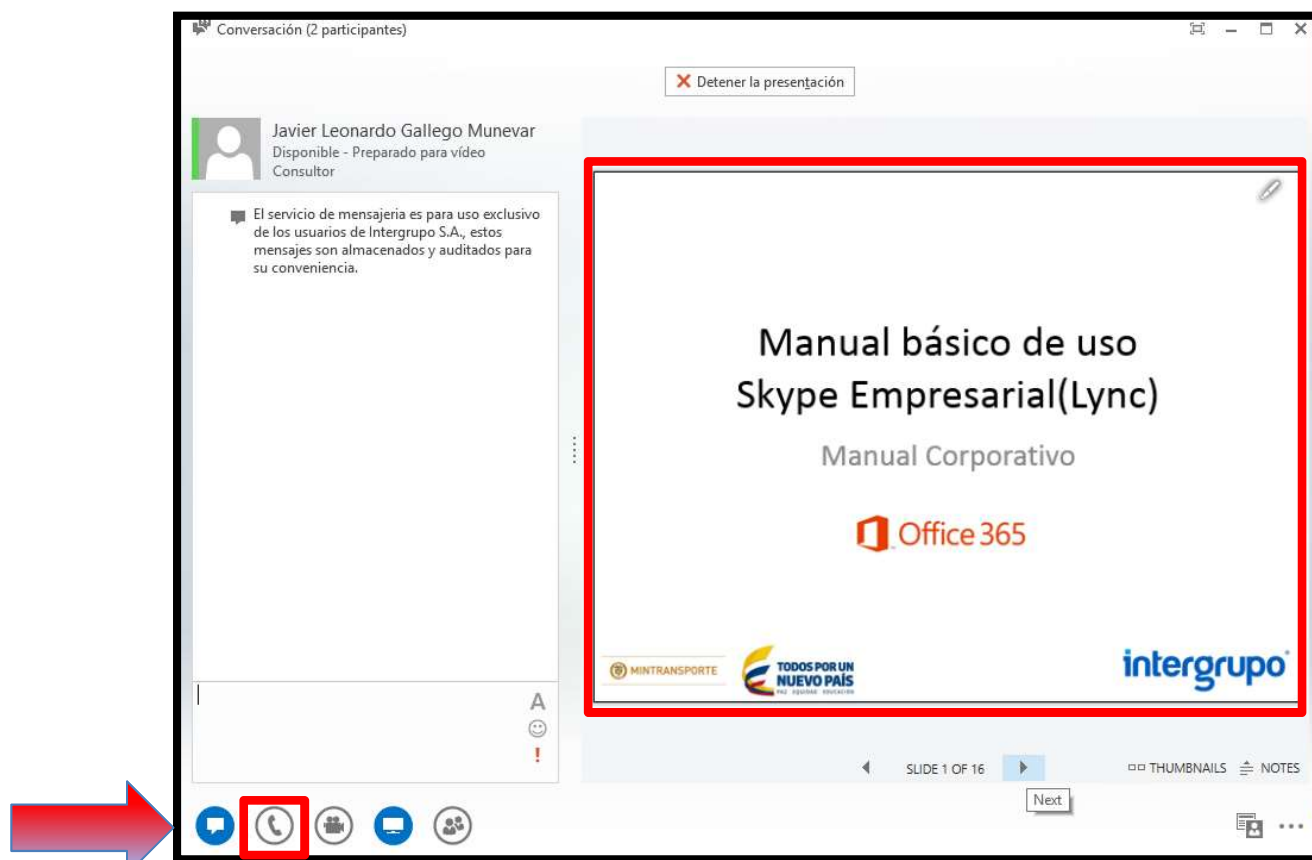 Conversación (2 participantes)
Detener la presentación
Javier Leonardo Gallego Munevar
Disponible - Preparado para vídeo
Consultor
El servicio de mensajeria es para uso exclusivo
de los usuarios de Intergrupo S.A., estos
mensajes son almacenados y auditados para
su conveniencia.
A
!
Manual básico de uso
Skype Empresarial(Lync)
Manual Corporativo
Office 365
MINTRANSPORTE
TODOS POR UN
NUEVO PAÍS
PAZ EQUIDAD EDUCACIÓN
intergrupo
SLIDE 1 OF 16
THUMBNAILS
NOTES
Next